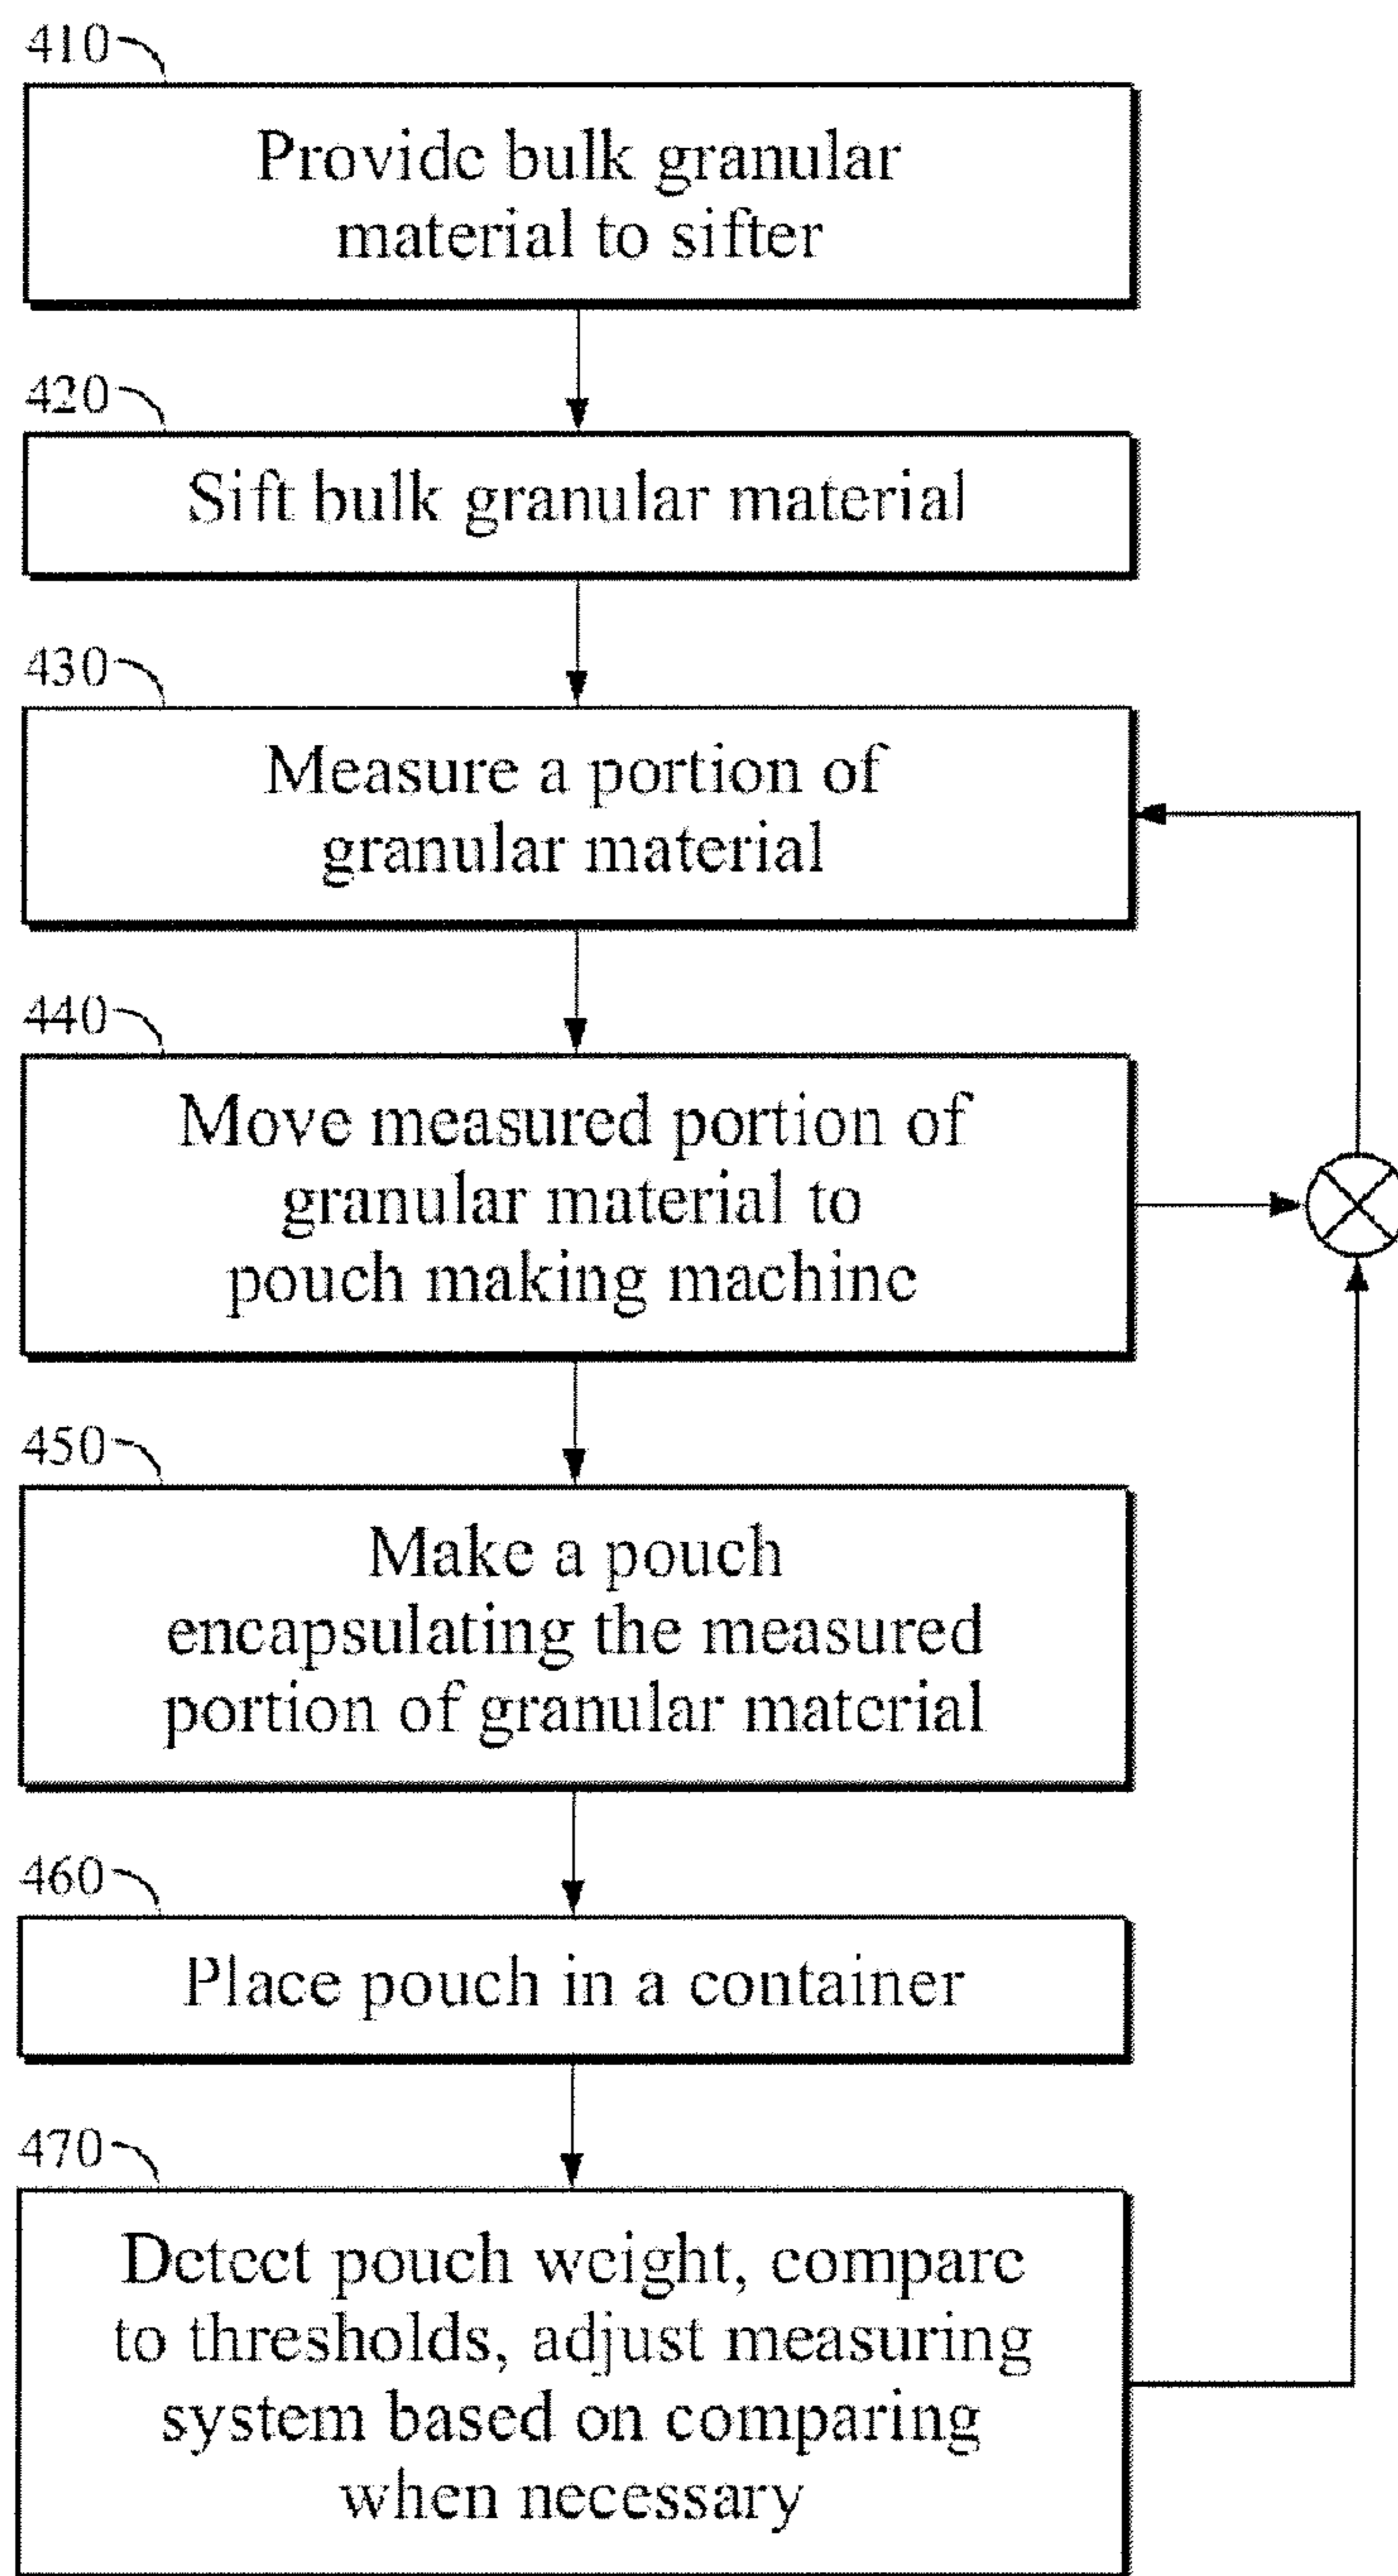 410
Provide bulk granular
material to sifter
420
Sift bulk granular material
430
Measure a portion of
granular material
440
Move measured portion of
granular material to
pouch making machine
450
Make a pouch
encapsulating the measured
portion of granular material
460
Place pouch in a container
470
Detect pouch weight, compare
to thresholds, adjust measuring
system based on comparing
when necessary